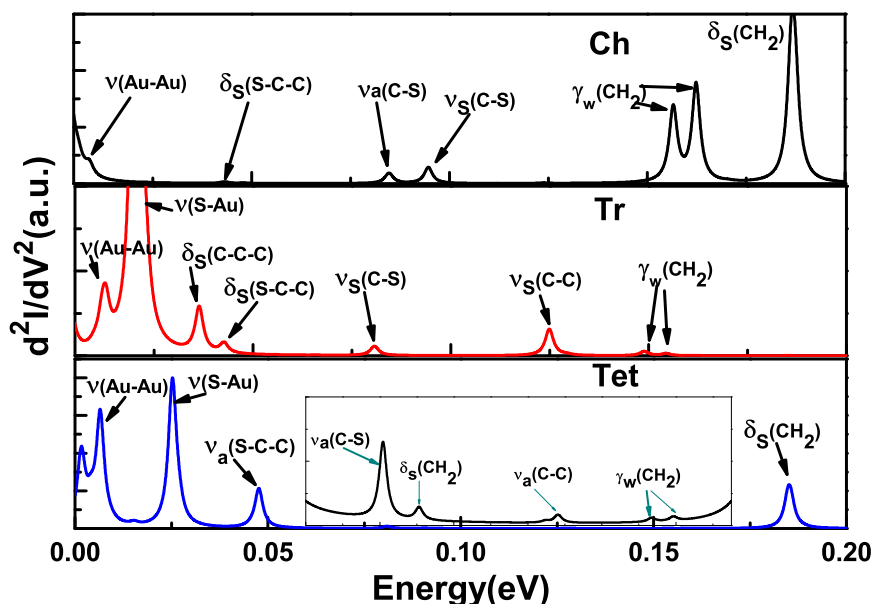 Ch
δS(CH2)
ν(Au-Au)
δS(S-C-C)
νa(C-S)
νS(C-S)
γw(CH2)
ν(S-Au)
Tr
ν(Au-Au)
δS(C-C-C)
δS(S-C-C)
νS(C-S)
νS(C-C)
γw(CH2)
d2I/dV2(a.u.)
Tet
ν(Au-Au)
ν(S-Au)
νa(S-C-C)
νa(C-S)
δs(CH2)
νa(C-C)
γw(CH2)
δS(CH2)
0.00 0.05 0.10 0.15 0.20
Energy(eV)